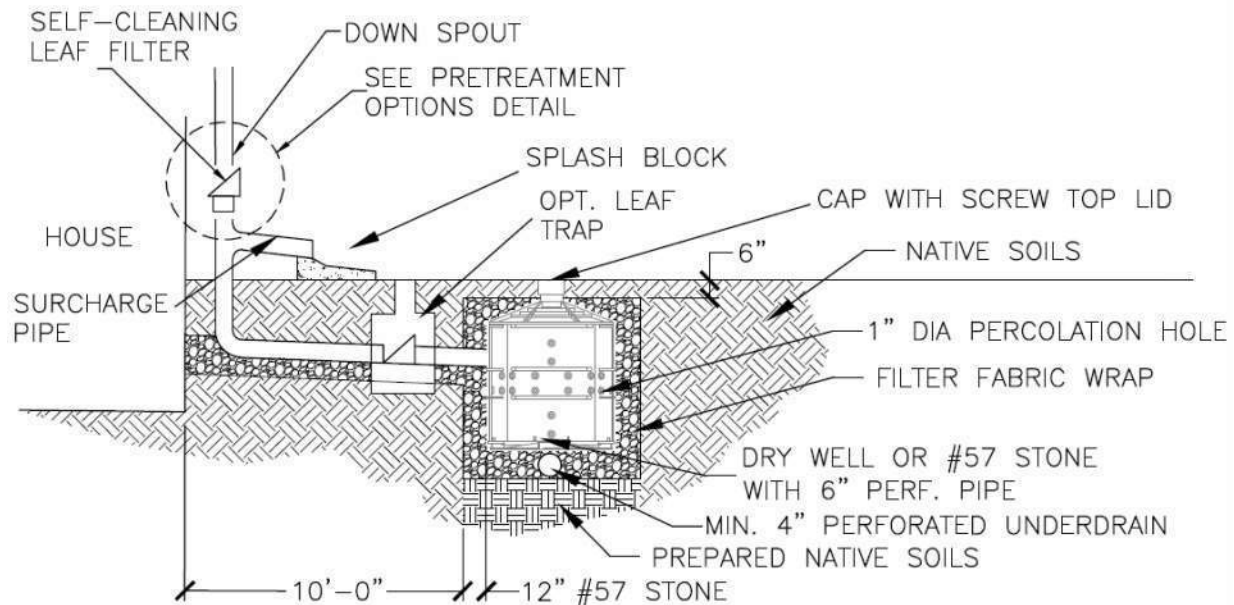 SELF-CLEANING
LEAF FILTER
DOWN SPOUT
SEE PRETREATMENT
OPTIONS DETAIL
SPLASH BLOCK
OPT. LEAF
TRAP
CAP WITH SCREW TOP LID
HOUSE
6"
NATIVE SOILS
SURCHARGE
PIPE
1" DIA PERCOLATION HOLE
FILTER FABRIC WRAP
DRY WELL OR #57 STONE
WITH 6" PERF. PIPE
MIN. 4" PERFORATED UNDERDRAIN
PREPARED NATIVE SOILS
10'-0"
12" #57 STONE